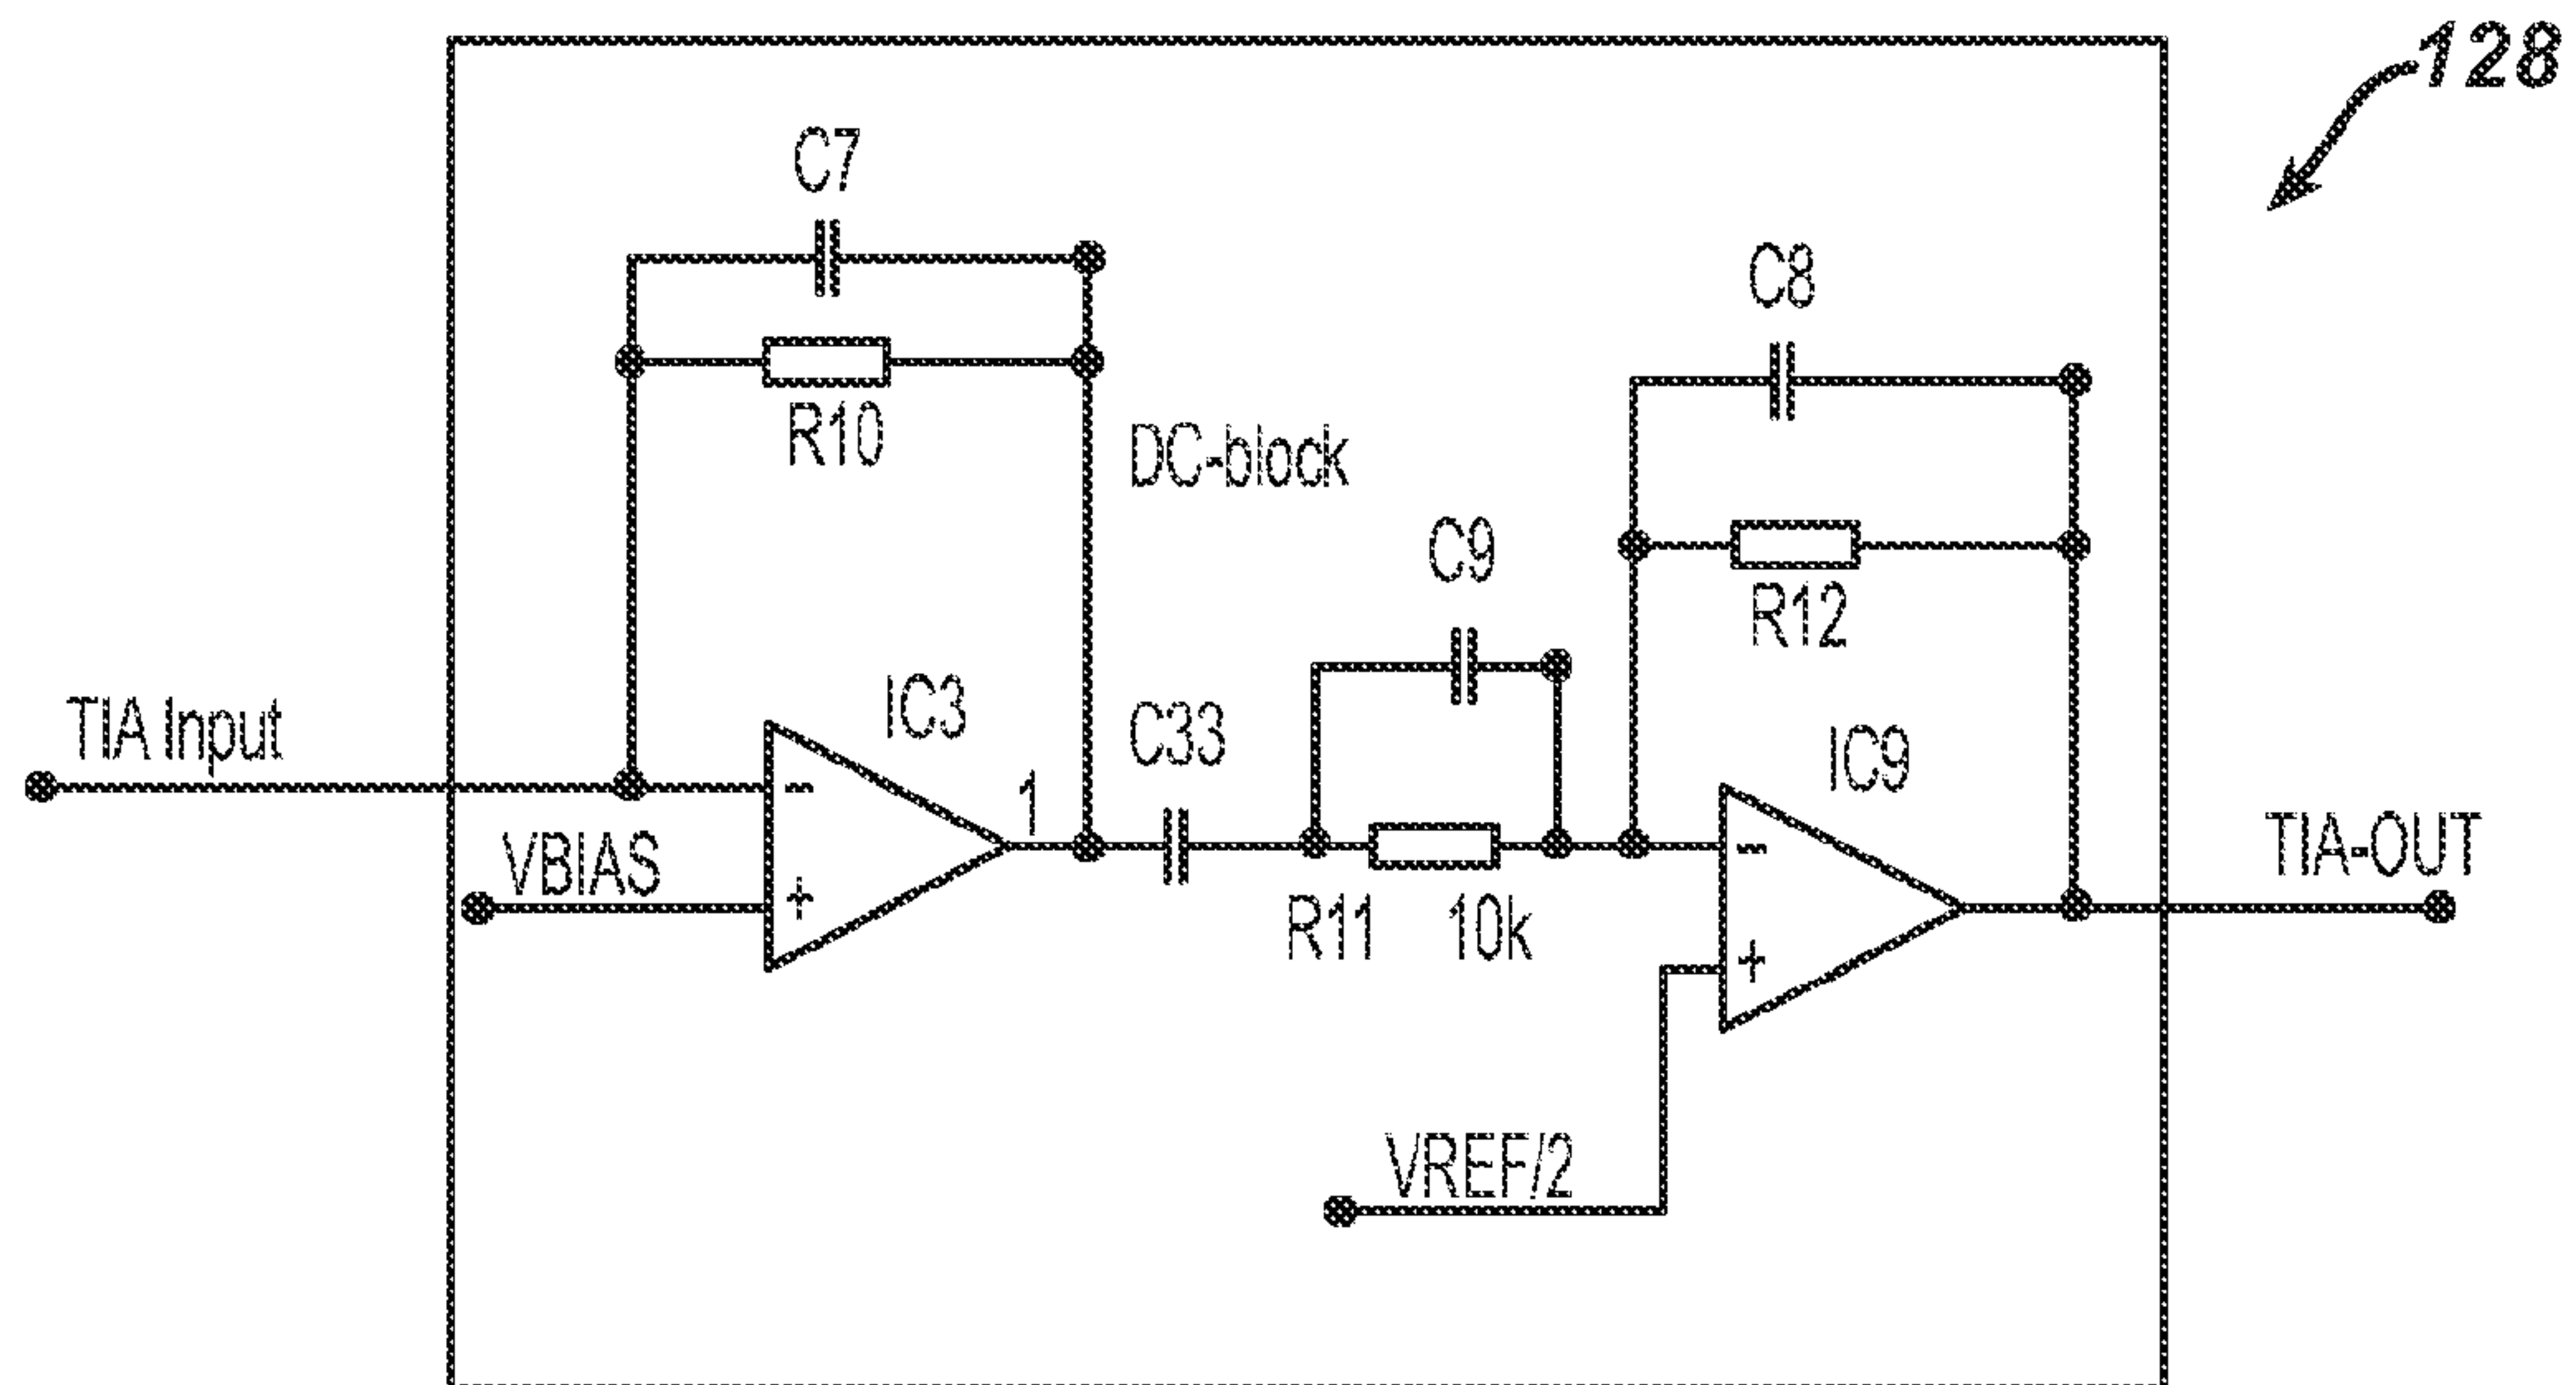 128
C7
R10
DC-block
C8
C9
R12
TIA Input
IC3
1
C33
IC9
VBIAS
-
+
R11 10k
-
+
TIA-OUT
VREF/2